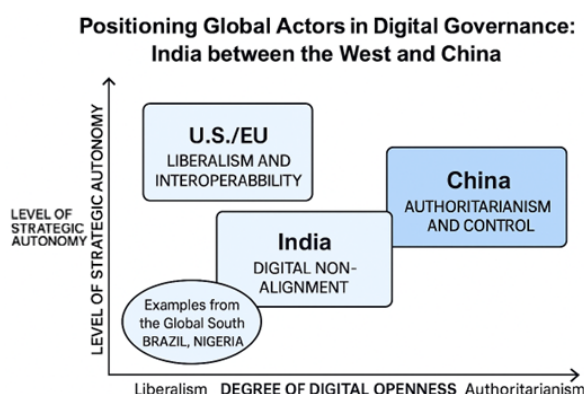 Positioning Global Actors in Digital Governance:
India between the West and China
LEVEL OF STRATEGIC AUTONOMY
LEVEL OF
STRATEGIC
AUTONOMY
U.S./EU
LIBERALISM AND
INTEROPERABBILITY
China
AUTHORITARIANISM
AND CONTROL
India
DIGITAL NON-
ALIGNMENT
Examples from
the Global South
BRAZIL, NIGERIA
Liberalism DEGREE OF DIGITAL OPENNESS Authoritarianism